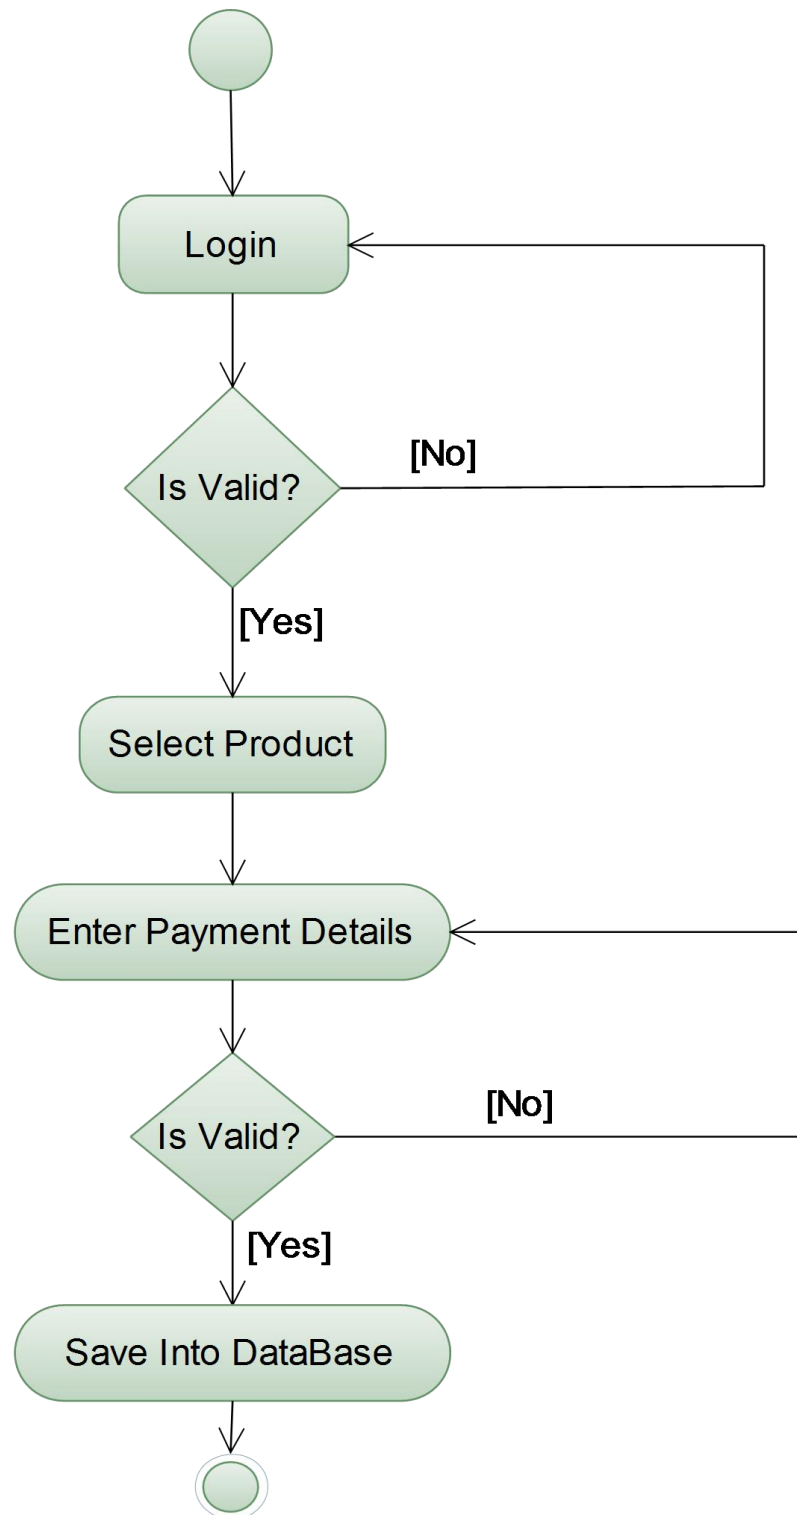 Login
[No]
Is Valid?
[Yes]
Select Product
Enter Payment Details
[No]
Is Valid?
[Yes]
Save Into DataBase